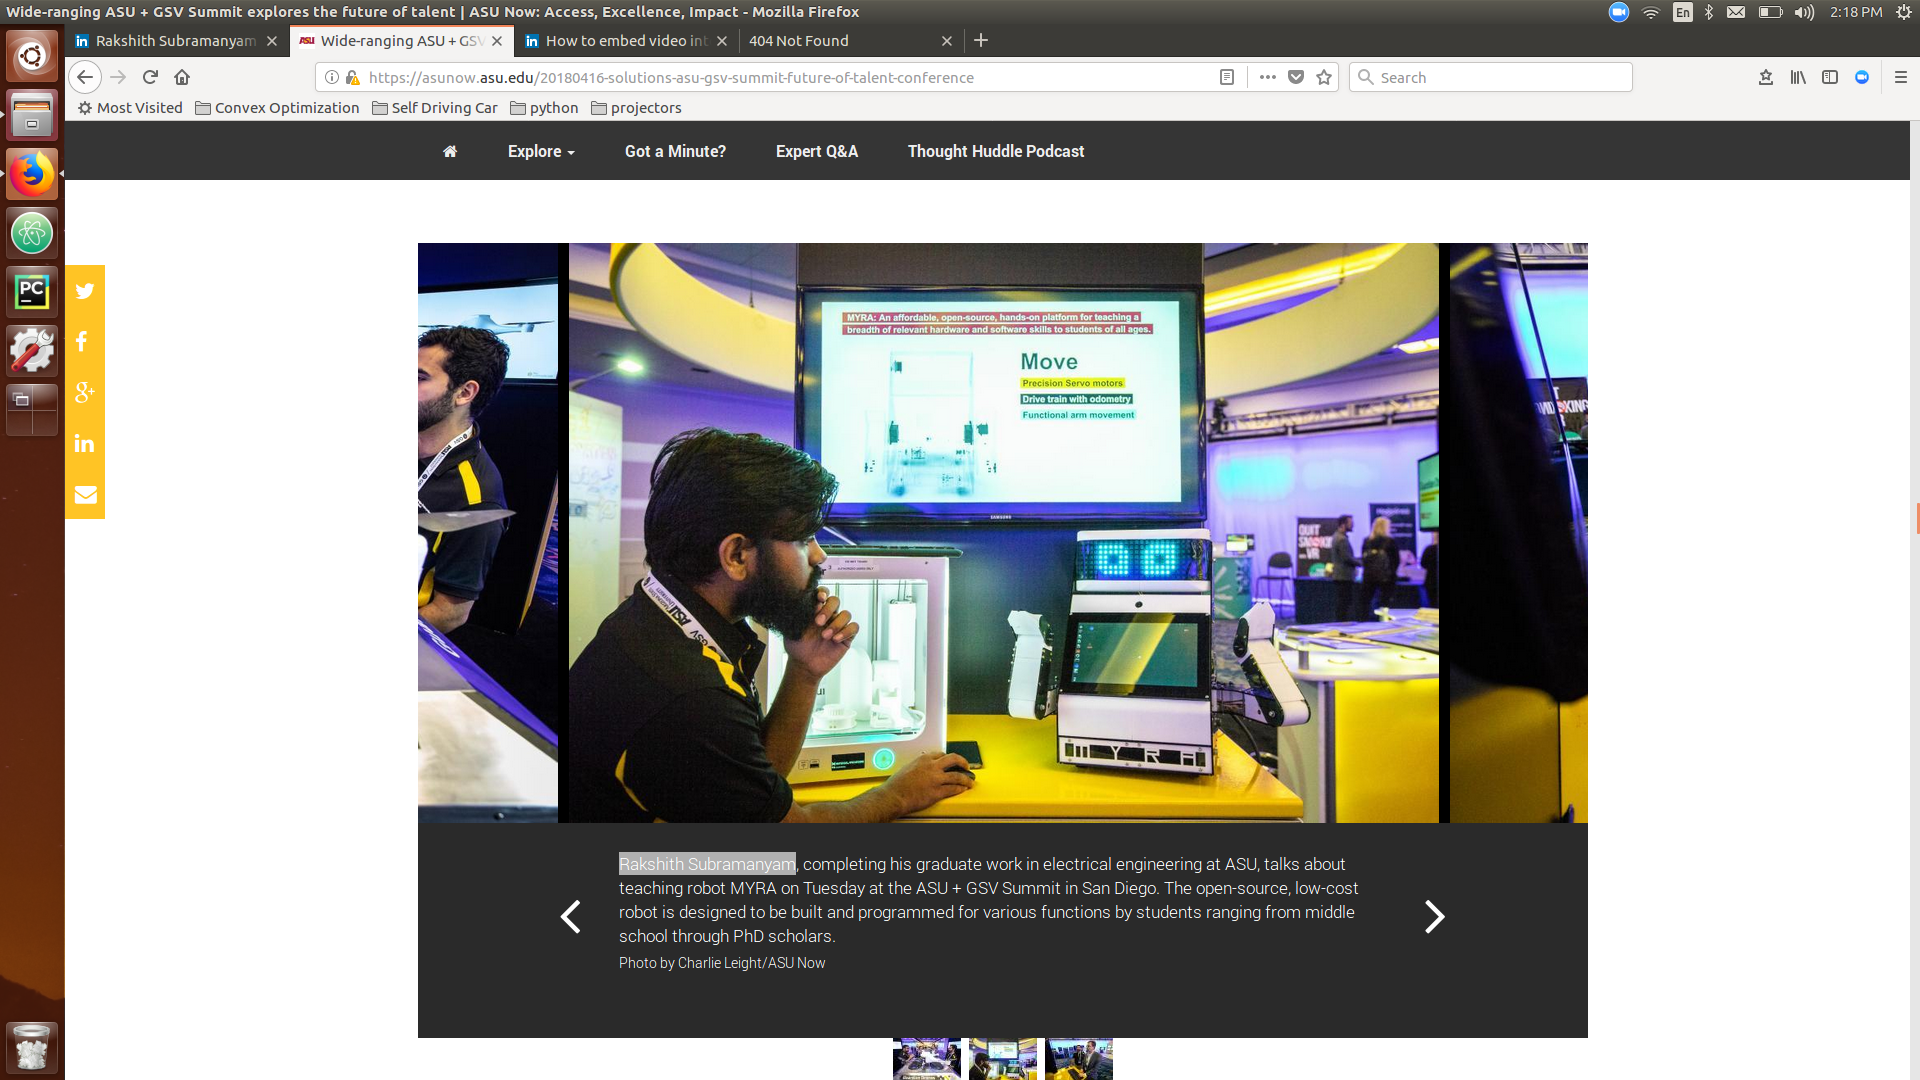 Wide-ranging ASU + GSV Summit explores the future of talent | ASU Now: Access, Excellence, Impact - Mozilla Firefox
En
2:18 PM
Rakshith Subramanyam
Wide-ranging ASU + GSV
How to embed video int
404 Not Found
https://asunow.asu.edu/20180416-solutions-asu-gsv-summit-future-of-talent-conference
Search
Most Visited
Convex Optimization
Self Driving Car
python
projectors
Explore
Got a Minute?
Expert Q&A
Thought Huddle Podcast
PC
MYRA: An affordable, open-source, hands-on platform for teaching a
breadth of relevant hardware and software skills to students of all ages.
Move
Precision Servo motors
Drive train with odometry
Functional arm movement
SAMSUNG
QUIT
SMOKING
VR
ASU GSV
MYRA
Rakshith Subramanyam, completing his graduate work in electrical engineering at ASU, talks about
teaching robot MYRA on Tuesday at the ASU + GSV Summit in San Diego. The open-source, low-cost
robot is designed to be built and programmed for various functions by students ranging from middle
school through PhD scholars.
Photo by Charlie Leight/ASU Now